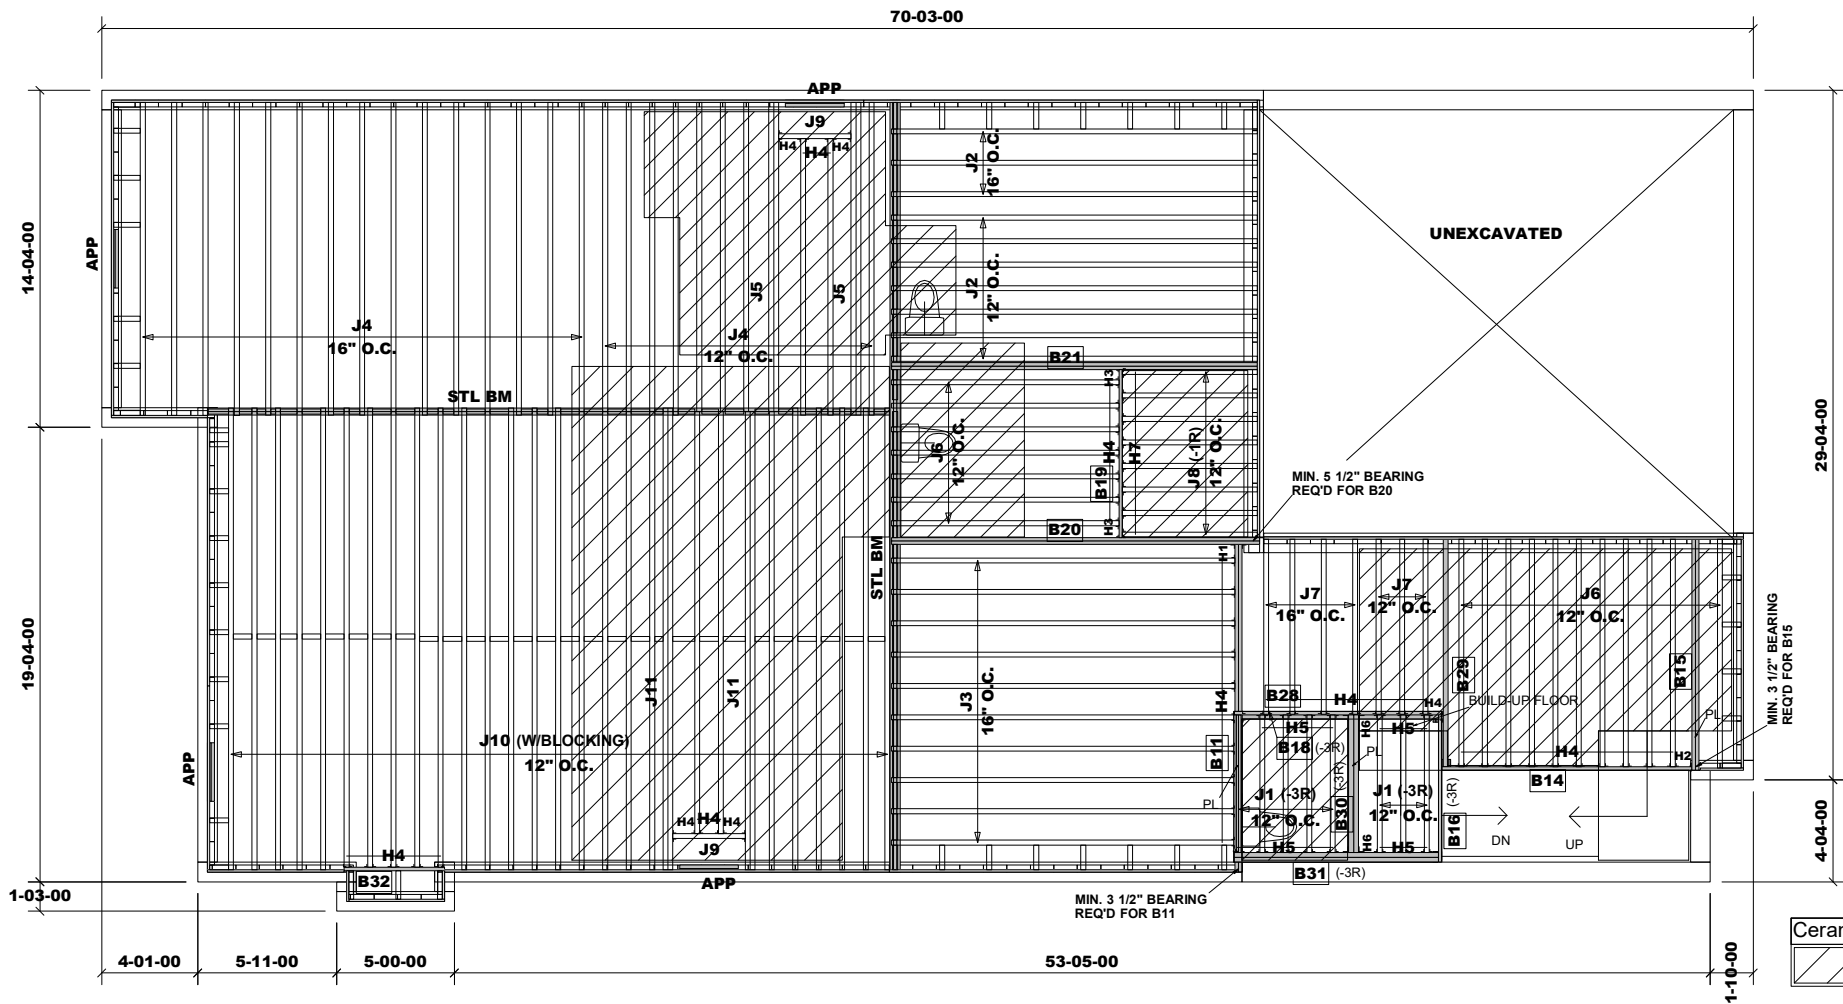 70-03-00
APP
J9
H4
H4
H4
J2
16" O.C.
14-04-00
APP
UNEXCAVATED
J5
J5
J2
12" O.C.
J4
16" O.C.
J4
12" O.C.
B21
STL BM
H3
J6
12" O.C.
B19
H4
H7
J8 (-1R)
12" O.C.
29-04-00
MIN. 5 1/2" BEARING
REQ'D FOR B20
H3
B20
STL BM
H1
J7
16" O.C.
J7
12" O.C.
J6
12" O.C.
19-04-00
MIN. 3 1/2" BEARING
REQ'D FOR B15
J11
J11
J3
16" O.C.
H4
B28
H4
H4
B29
B15
BUILD-UP FLOOR
PL
J10 (W/BLOCKING)
12" O.C.
APP
B11
H5
B18 (-3R)
H6
H5
PL
H4
H2
B14
PL
J1 (-3R)
12" O.C.
B30
(-3R)
J1 (-3R)
12" O.C.
B16
(-3R)
DN
UP
4-04-00
H4
H4
H4
J9
H5
H6
H5
H4
B32
APP
B31 (-3R)
1-03-00
MIN. 3 1/2" BEARING
REQ'D FOR B11
Cerar
4-01-00
5-11-00
5-00-00
53-05-00
1-10-00